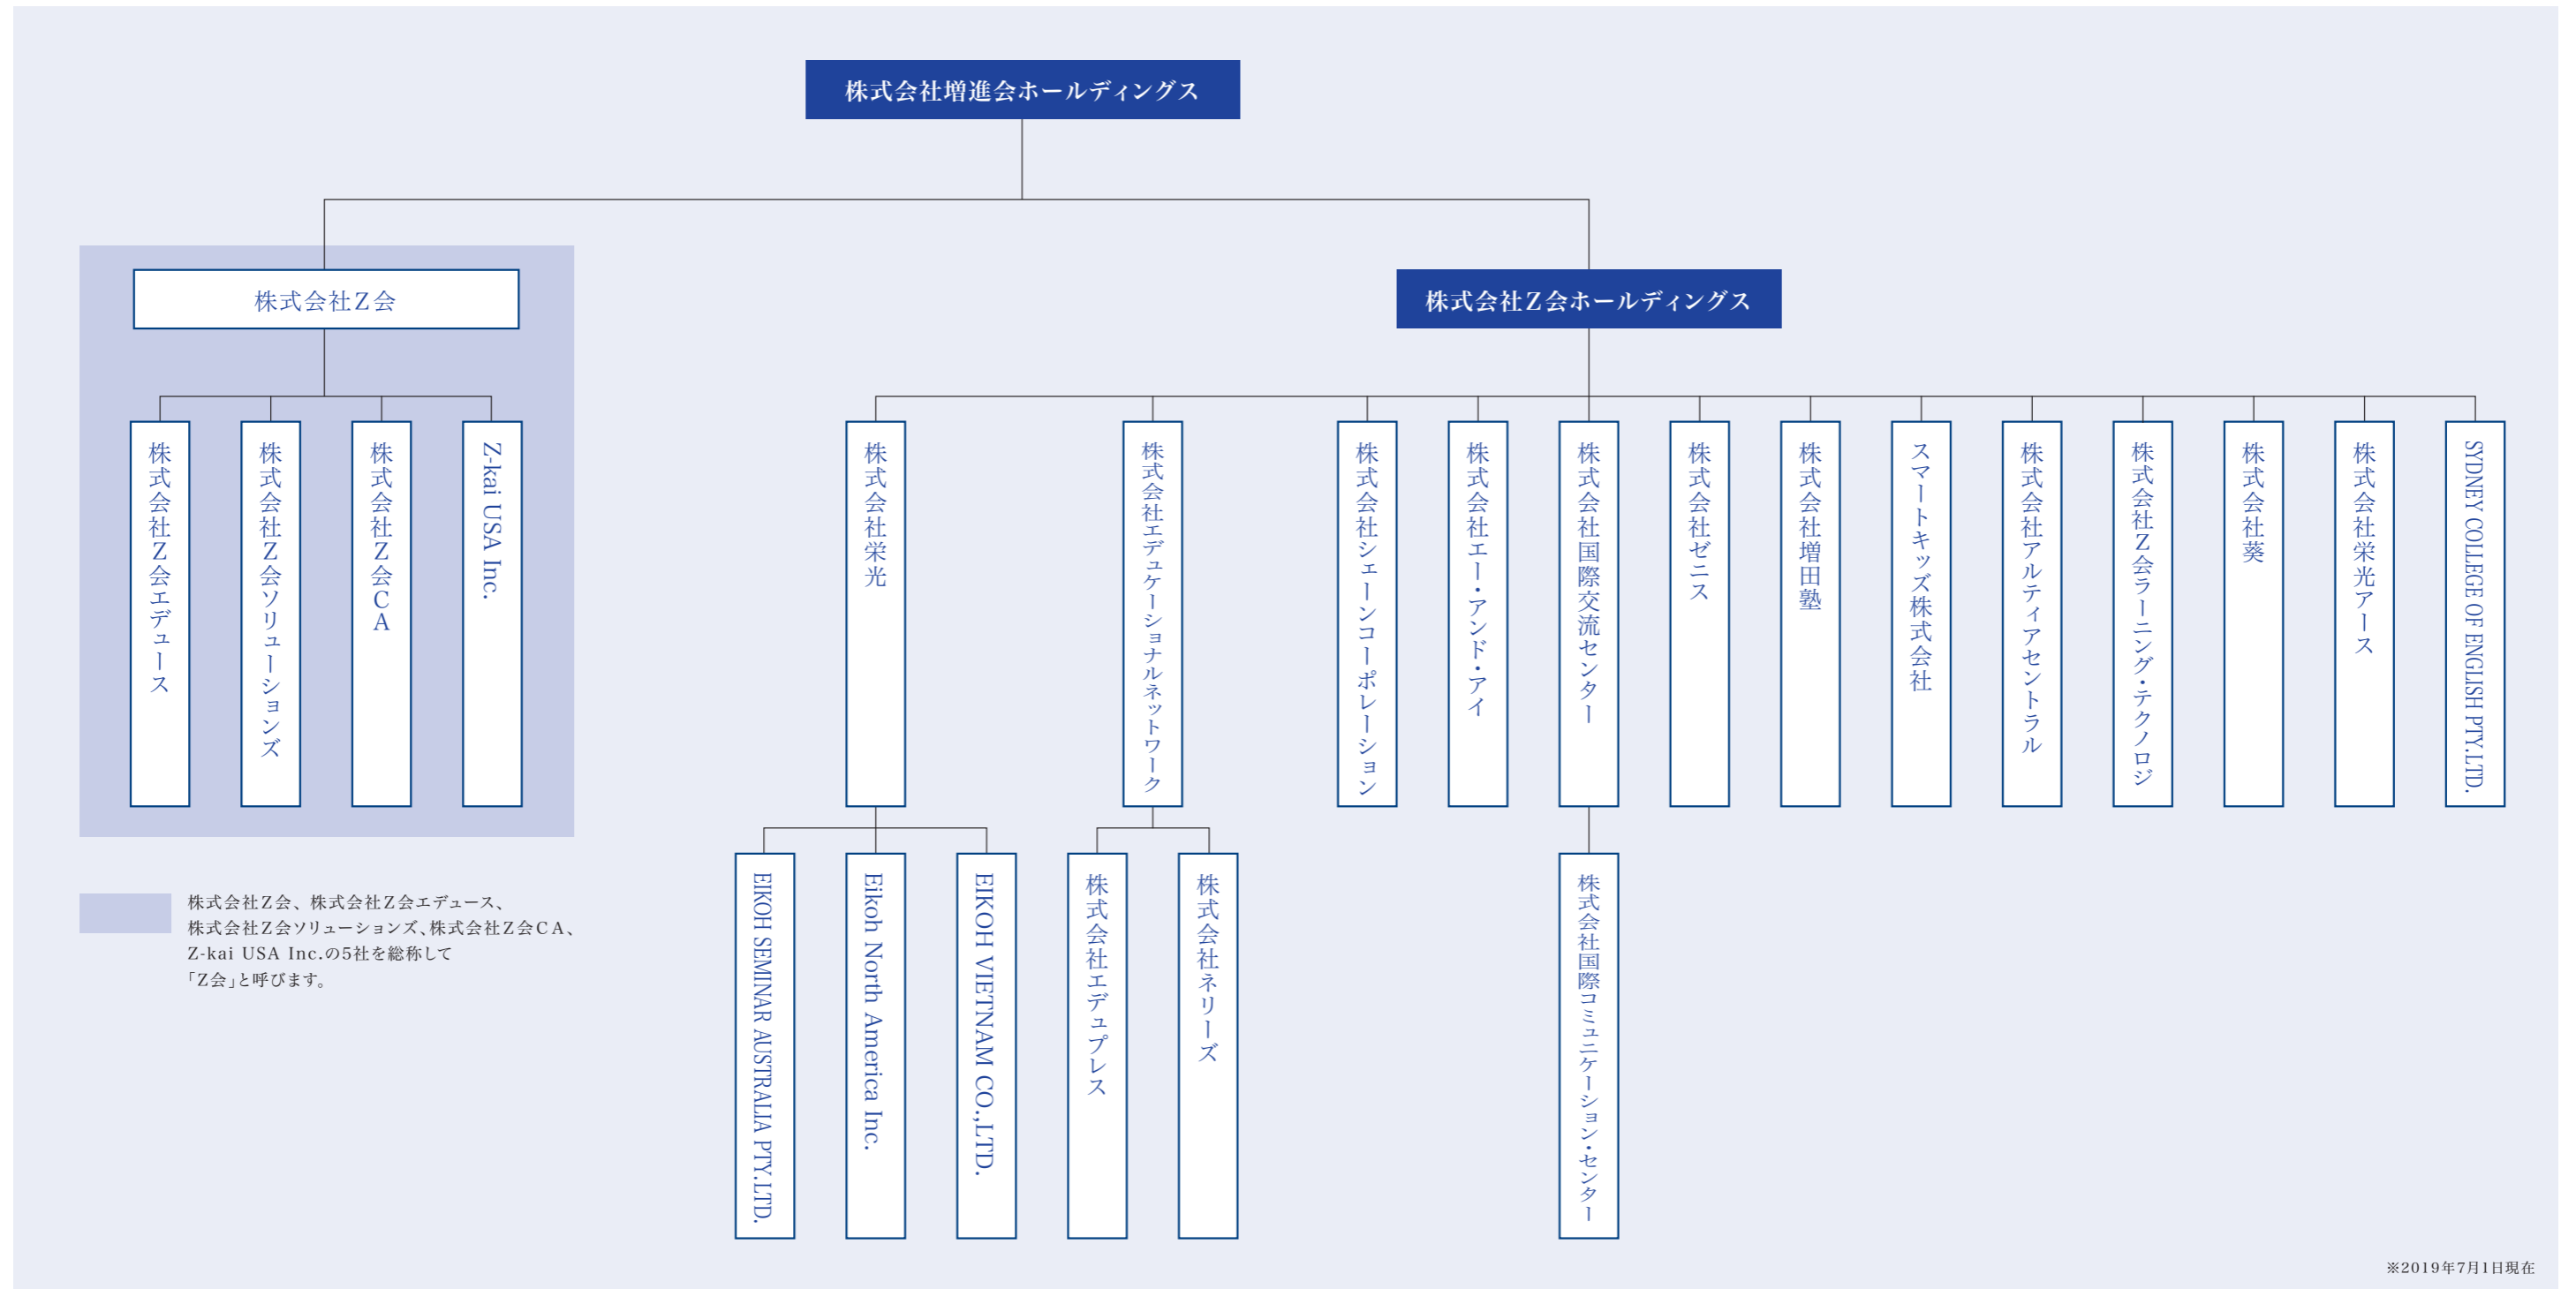 株式会社増進会ホールディングス
株式会社Z会
株式会社Z会ホールディングス
株式会社Z会エデュース
株式会社Z会ソリューションズ
株式会社Z会CA
Z-kai USA Inc.
株式会社栄光
株式会社エデュケーショナルネットワーク
株式会社シェーンコーポレーション
株式会社エー・アンド・アイ
株式会社国際交流センター
株式会社ゼニス
株式会社増田塾
スマートキッズ株式会社
株式会社アルティアセントラル
株式会社Z会ラーニング・テクノロジ
株式会社葵
株式会社栄光アース
SYDNEY COLLEGE OF ENGLISH PTY.LTD.
EIKOH SEMINAR AUSTRALIA PTY.LTD.
Eikoh North America Inc.
EIKOH VIETNAM CO.,LTD.
株式会社エデュプレス
株式会社ネリーズ
株式会社国際コミュニケーション・センター
株式会社Z会、株式会社Z会エデュース、
株式会社Z会ソリューションズ、株式会社Z会CA、
Z-kai USA Inc.の5社を総称して
「Z会」と呼びます。
※2019年7月1日現在